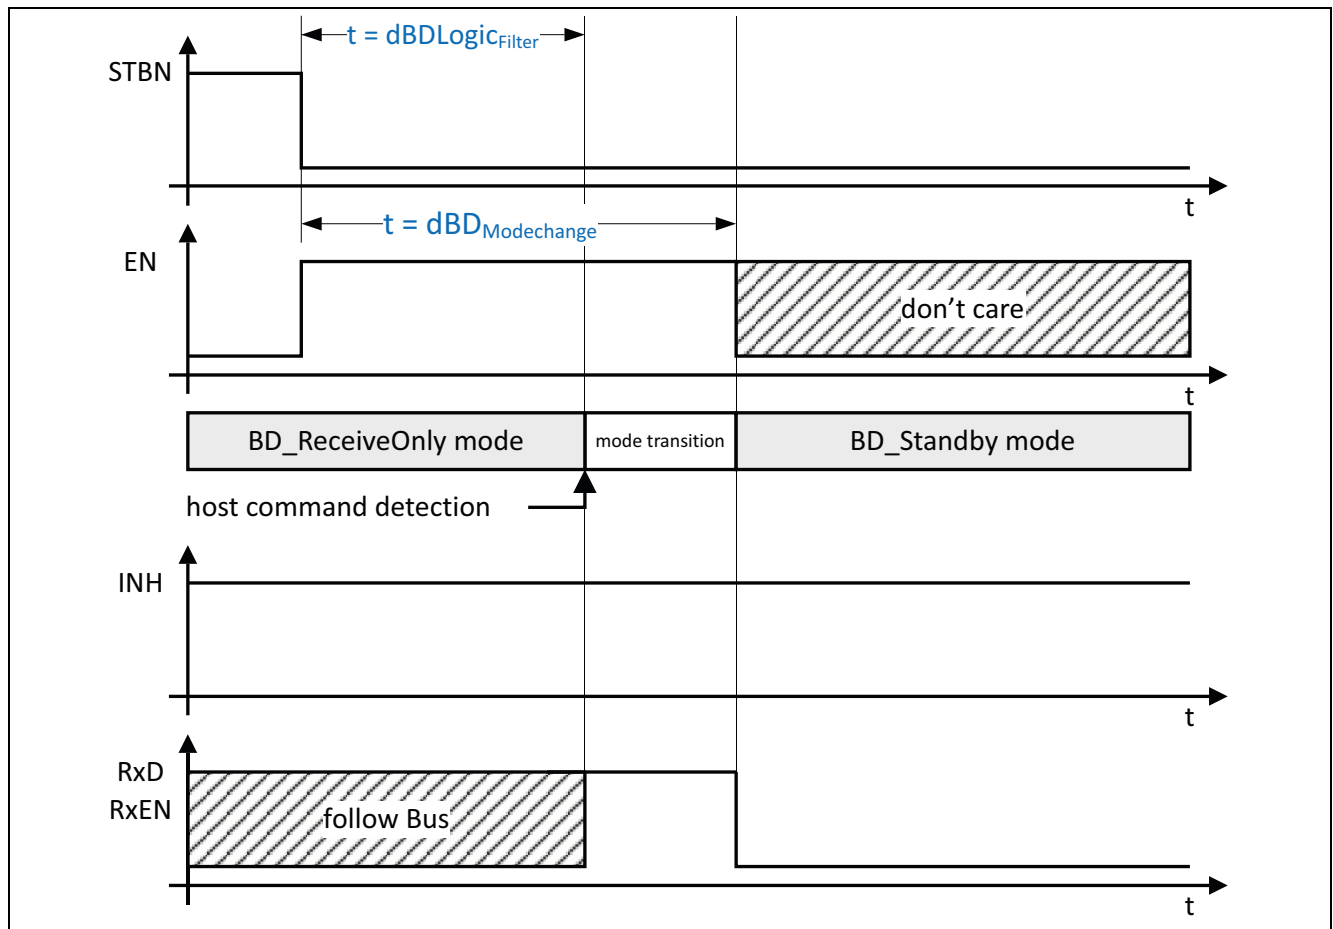 t = dBDLogicFilter
STBN
t
t = dBDModechange
EN
don't care
t
BD_ReceiveOnly mode
mode transition
BD_Standby mode
host command detection
INH
t
RxD
RxEN
follow Bus
t